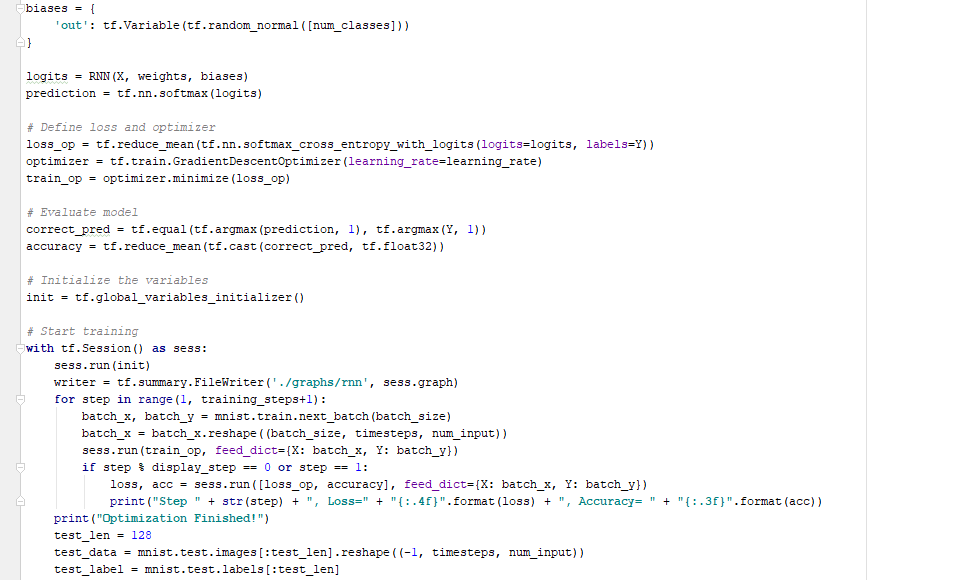 biases = {
    'out': tf.Variable(tf.random_normal([num_classes]))
}

logits = RNN(X, weights, biases)
prediction = tf.nn.softmax(logits)

# Define loss and optimizer
loss_op = tf.reduce_mean(tf.nn.softmax_cross_entropy_with_logits(logits=logits, labels=Y))
optimizer = tf.train.GradientDescentOptimizer(learning_rate=learning_rate)
train_op = optimizer.minimize(loss_op)

# Evaluate model
correct_pred = tf.equal(tf.argmax(prediction, 1), tf.argmax(Y, 1))
accuracy = tf.reduce_mean(tf.cast(correct_pred, tf.float32))

# Initialize the variables
init = tf.global_variables_initializer()

# Start training
with tf.Session() as sess:
    sess.run(init)
    writer = tf.summary.FileWriter('./graphs/rnn', sess.graph)
    for step in range(1, training_steps+1):
        batch_x, batch_y = mnist.train.next_batch(batch_size)
        batch_x = batch_x.reshape((batch_size, timesteps, num_input))
        sess.run(train_op, feed_dict={X: batch_x, Y: batch_y})
        if step % display_step == 0 or step == 1:
            loss, acc = sess.run([loss_op, accuracy], feed_dict={X: batch_x, Y: batch_y})
            print("Step " + str(step) + ", Loss=" + "{:.4f}".format(loss) + ", Accuracy= " + "{:.3f}".format(acc))
    print("Optimization Finished!")
    test_len = 128
    test_data = mnist.test.images[:test_len].reshape((-1, timesteps, num_input))
    test_label = mnist.test.labels[:test_len]